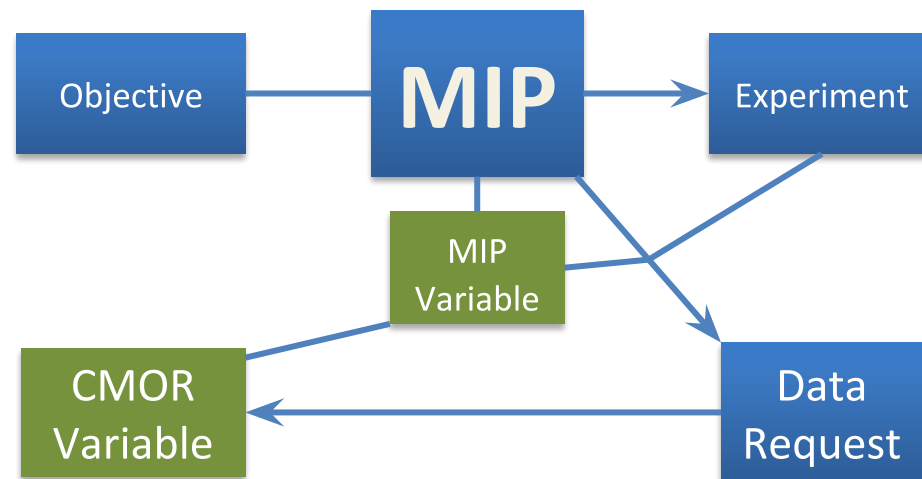 Objective
MIP
Experiment
MIP
Variable
CMOR
Variable
Data
Request